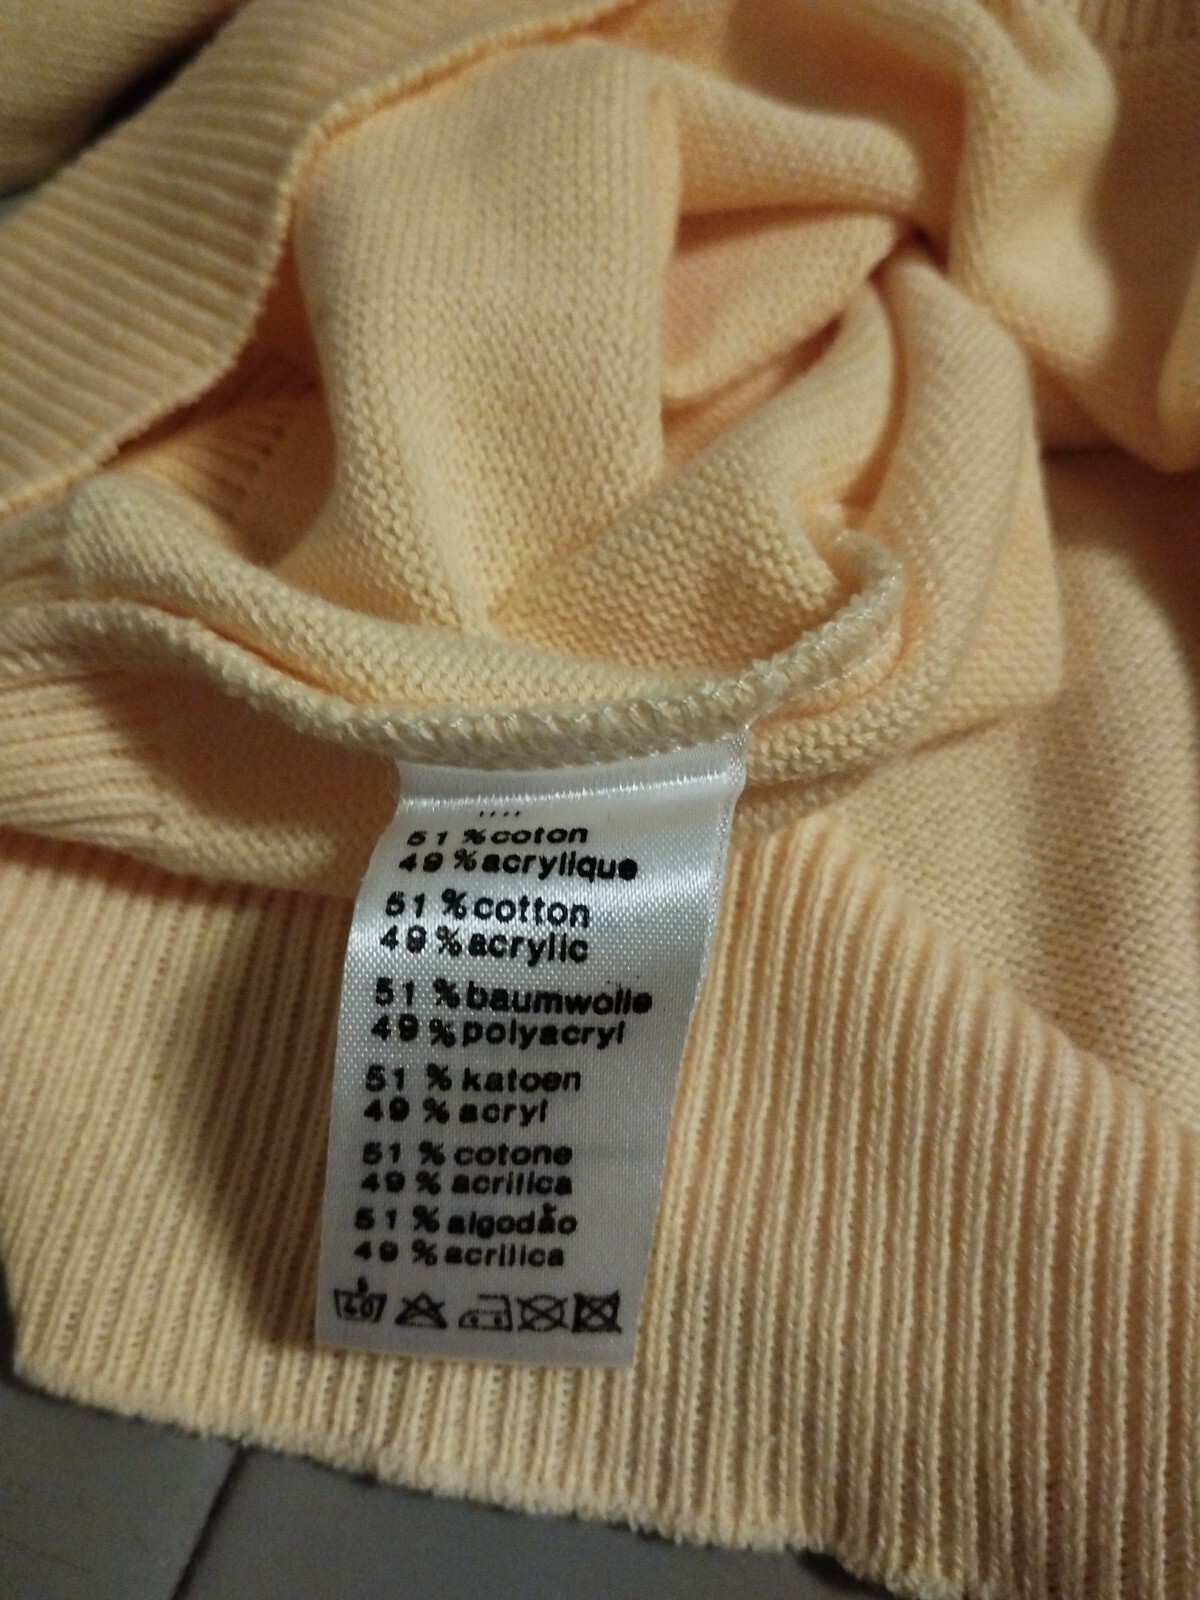 51 % coton
49 % acrylique
51 % cotton
49 % acrylic
51 % baumwolle
49 % polyacryl
51 % katoen
49 % acryl
51 % cotone
49 % acrilica
51 % algodão
49 % acrilica
40